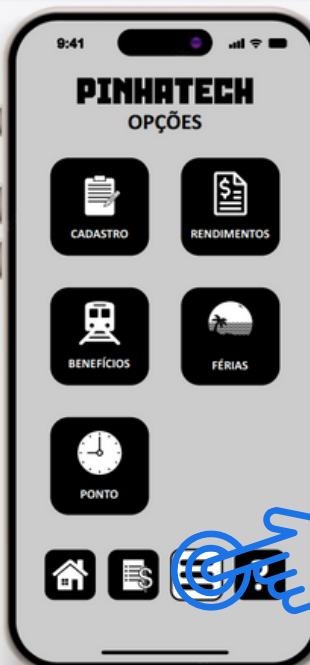 9:41
PINHATECH
OPÇÕES
CADASTRO
RENDIMENTOS
BENEFÍCIOS
FÉRIAS
PONTO